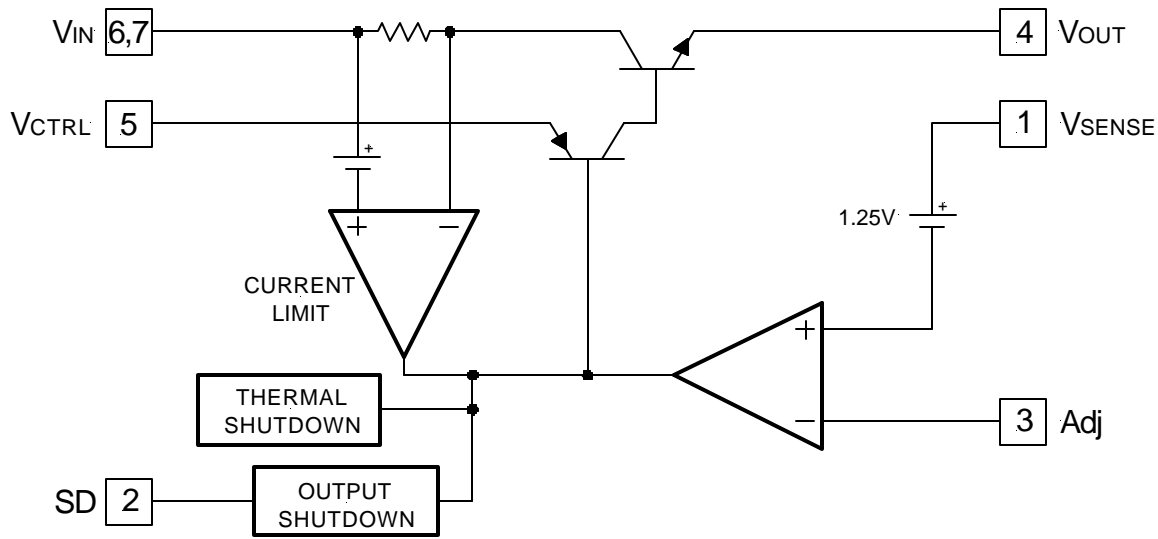 VIN 6,7
4 VOUT
VCTRL 5
+
1 VSENSE
1.25V
+
+ −
CURRENT
LIMIT
+
−
3 Adj
THERMAL
SHUTDOWN
SD 2
OUTPUT
SHUTDOWN